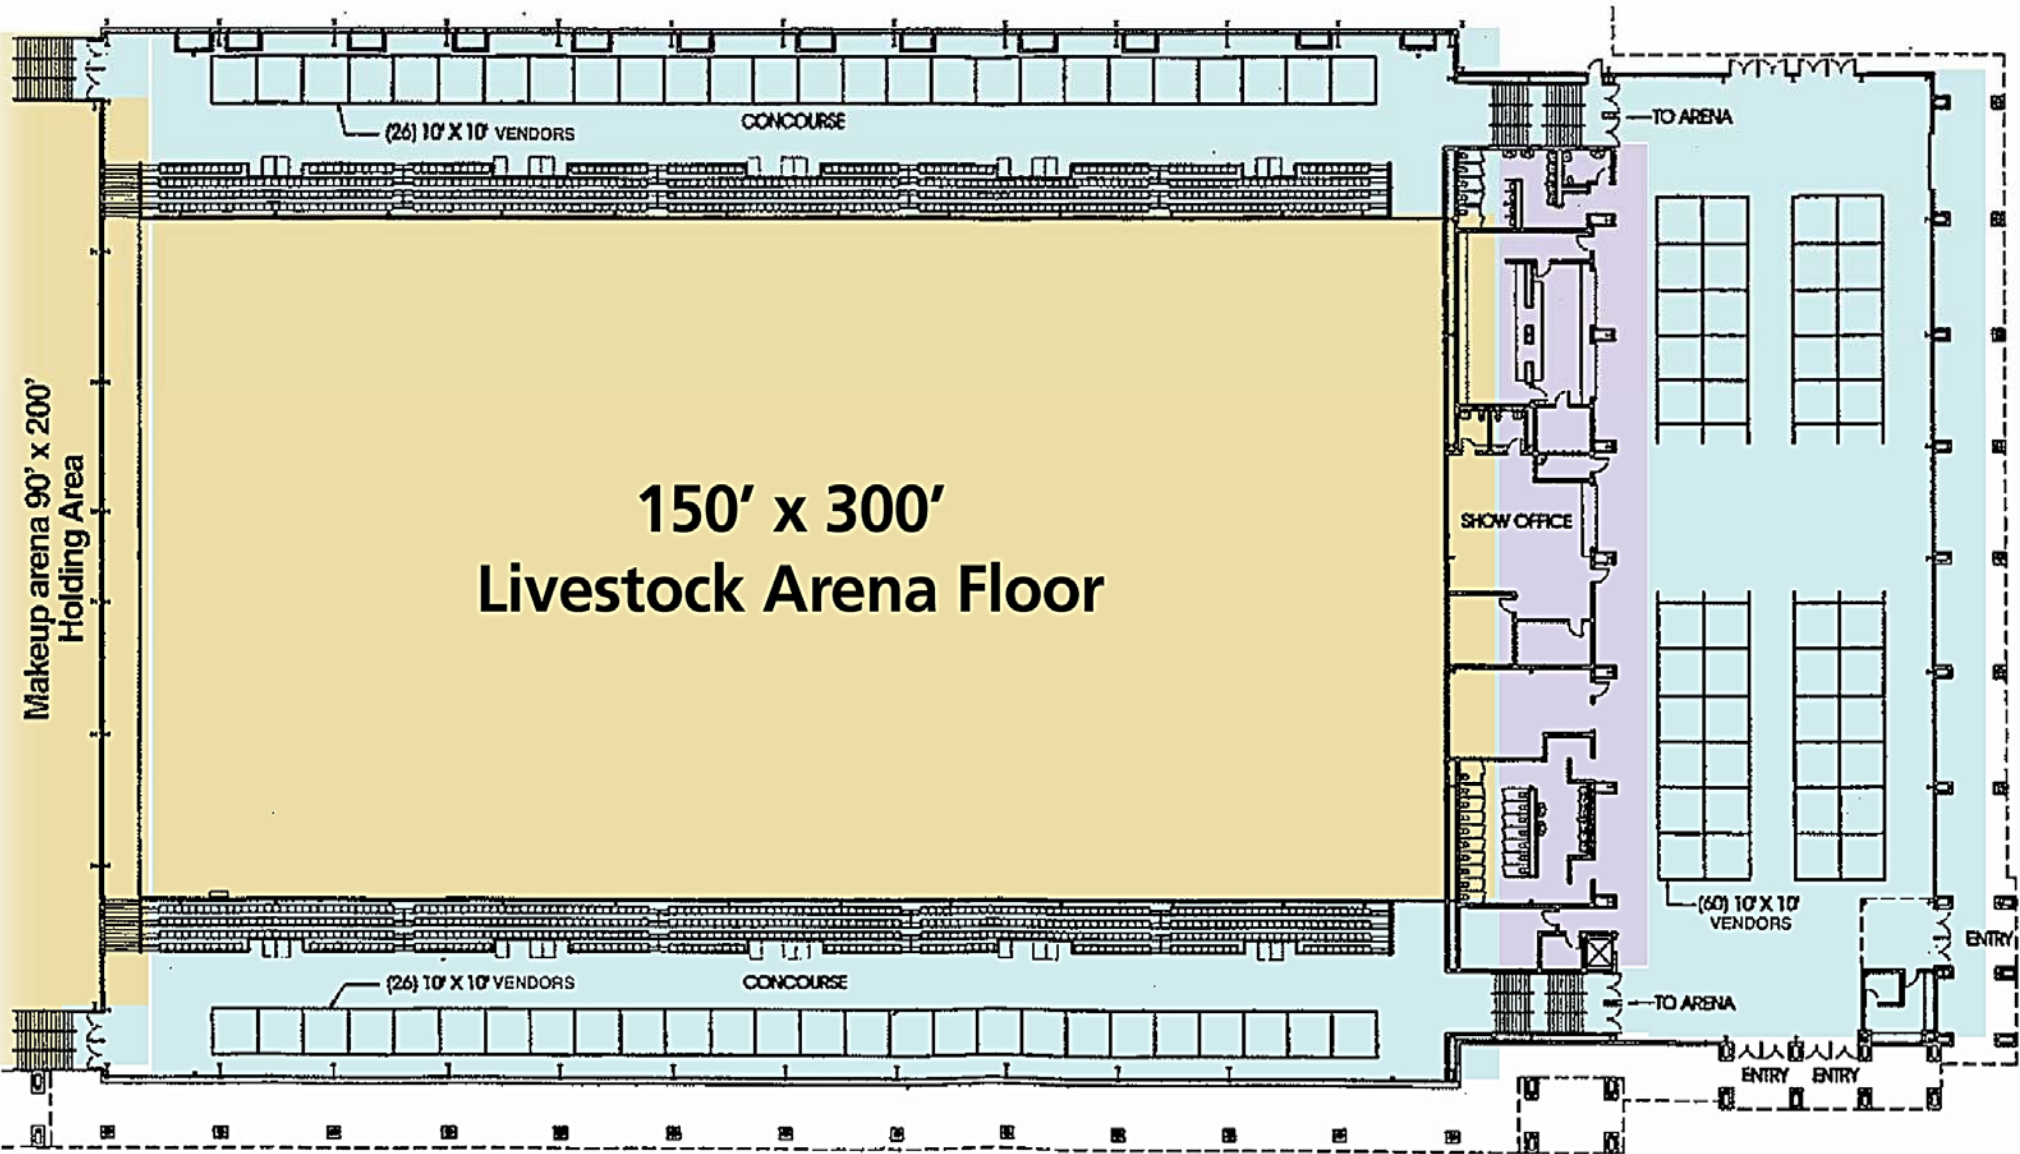 (26) 10' X 10' VENDORS
CONCOURSE
TO ARENA
Makeup arena 90' x 200'
Holding Area
150' x 300'
Livestock Arena Floor
SHOW OFFICE
(60) 10' X 10'
VENDORS
ENTRY
(26) 10' X 10' VENDORS
CONCOURSE
TO ARENA
ENTRY
ENTRY